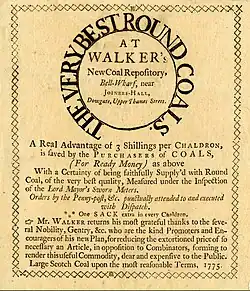 THE VERY BEST ROUND COALS.
AT
WALKER's
New Coal Repository,
Bell-Wharf, near
JOINERS-HALL,
Dowgate, Upper Thames Street.
A Real Advantage of 3 Shillings per CHALDRON,
is saved by the PURCHASERS of COALS,
(For Ready Money) as above
With a Certainty of being faithfully Supply'd with Round
Coal, of the very best quality, Measured under the Inspection
of the Lord Mayor's Sworn Meters.
Orders by the Penny-post, &c. punctually attended to and executed
with Dispatch.
*** One SACK extra in every Chaldron.
☞ Mr. WALKER returns his most grateful thanks to the several
Nobility, Gentry, &c. who are the kind Promoters and Encouragers
of his new Plan, for reducing the extortioned price of so
necessary an Article, in opposition to Combinators, forming to
render this useful Commodity, dear and expensive to the Public.
Large Scotch Coal upon the most reasonable Terms. 1775.